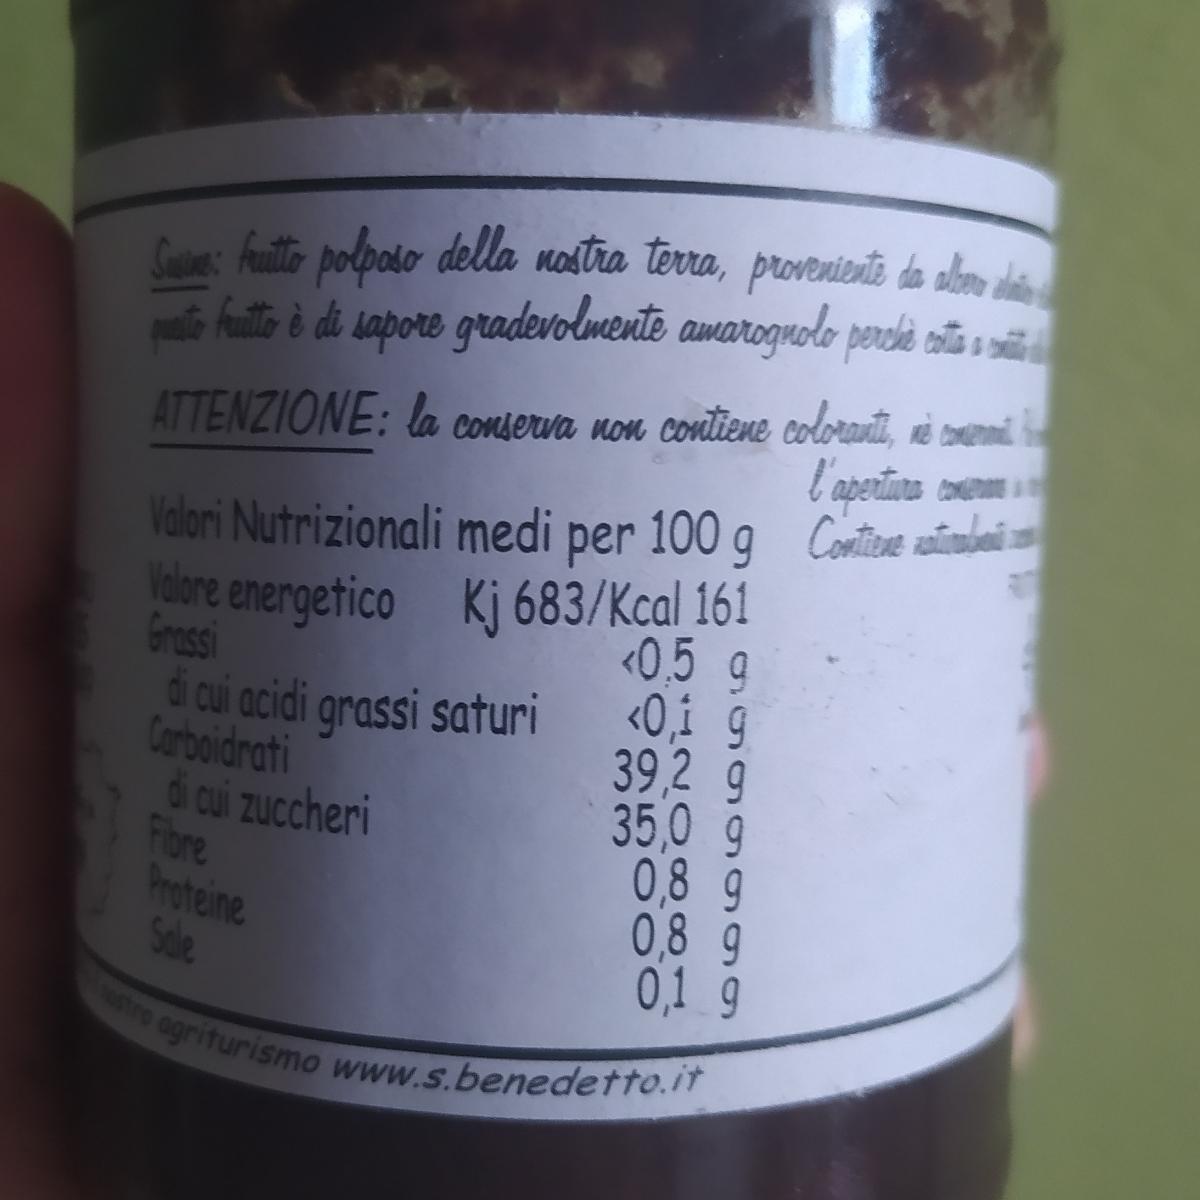 Susine: frutto polposo della nostra terra, proveniente da albero
questo frutto è di sapore gradevolmente amarognolo perchè cotta a
ATTENZIONE: la conserva non contiene coloranti, nè
l'apertura
Contiene
Valori Nutrizionali medi per 100 g
Valore energetico Kj 683/Kcal 161
Grassi <0,5 g
di cui acidi grassi saturi <0,1 g
Carboidrati 39,2 g
di cui zuccheri 35,0 g
Fibre 0,8 g
Proteine 0,8 g
Sale 0,1 g
nostro agriturismo www.s.benedetto.it